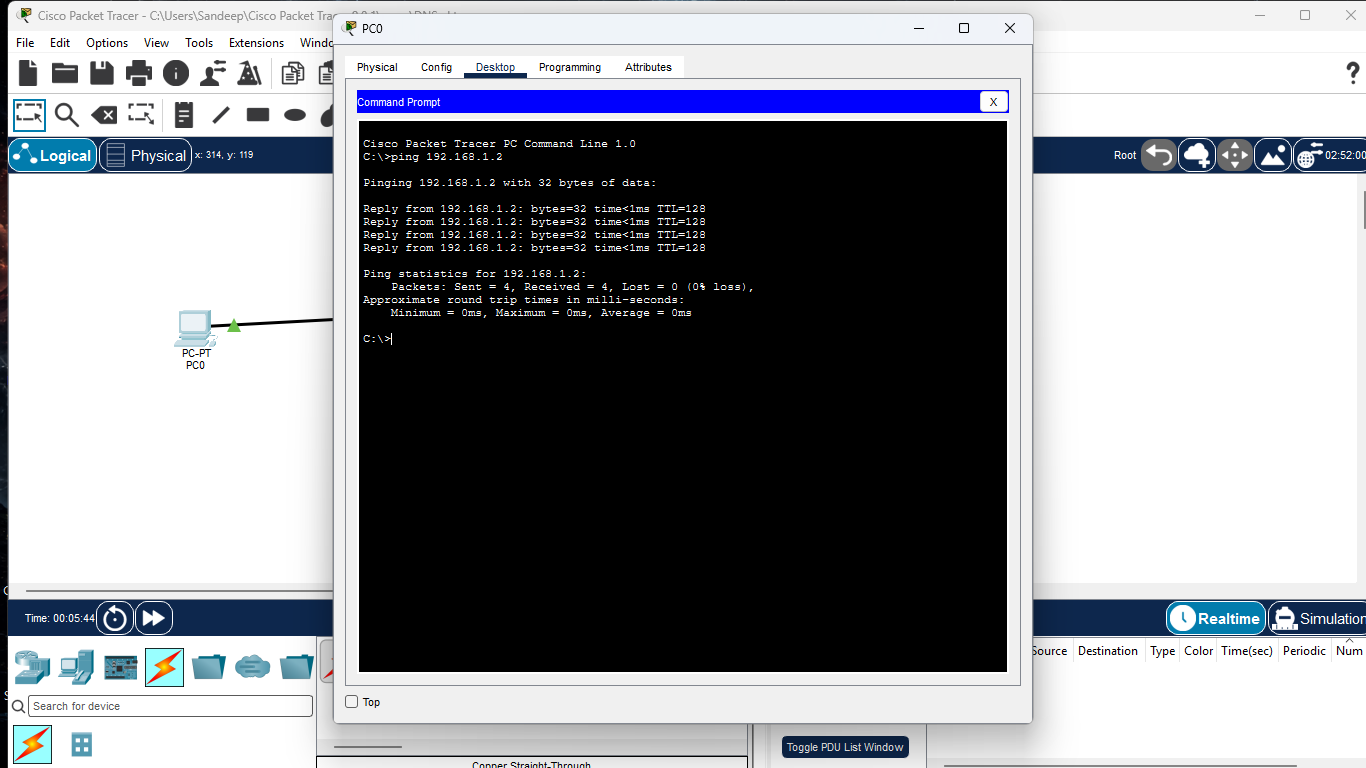 Cisco Packet Tracer - C:\Users\Sandeep\Cisco Packet
PC0
File Edit Options View Tools Extensions
Physical Config Desktop Programming Attributes
Command Prompt X
Logical Physical x: 314, y: 119
Root 02:52:00
Cisco Packet Tracer PC Command Line 1.0
C:\>ping 192.168.1.2
Pinging 192.168.1.2 with 32 bytes of data:
Reply from 192.168.1.2: bytes=32 time<1ms TTL=128
Reply from 192.168.1.2: bytes=32 time<1ms TTL=128
Reply from 192.168.1.2: bytes=32 time<1ms TTL=128
Reply from 192.168.1.2: bytes=32 time<1ms TTL=128
Ping statistics for 192.168.1.2:
Packets: Sent = 4, Received = 4, Lost = 0 (0% loss),
Approximate round trip times in milli-seconds:
Minimum = 0ms, Maximum = 0ms, Average = 0ms
C:\>
PC-PT
PC0
Time: 00:05:44
Realtime Simulation
Destination Type Color Time(sec) Periodic Num
Search for device
Top
Toggle PDU List Window
Copper Straight-Through